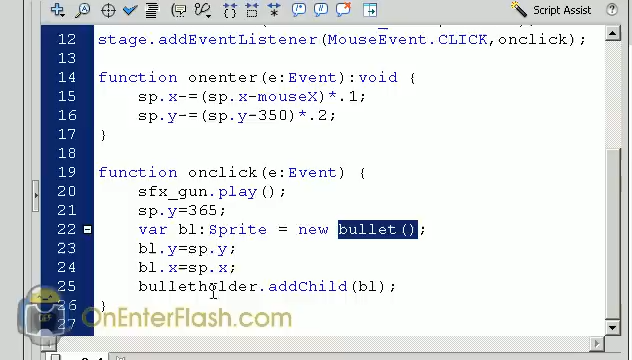 Script Assist
12 stage.addEventListener(MouseEvent.CLICK,onclick);
13
14 function onenter(e:Event):void {
15 sp.x-=(sp.x-mouseX)*.1;
16 sp.y-=(sp.y-350)*.2;
17 }
18
19 function onclick(e:Event) {
20 sfx_gun.play();
21 sp.y=365;
22 var bl:Sprite = new bullet();
23 bl.y=sp.y;
24 bl.x=sp.x;
25 bulletholder.addChild(bl);
26 }
OnEnterFlash.com
27